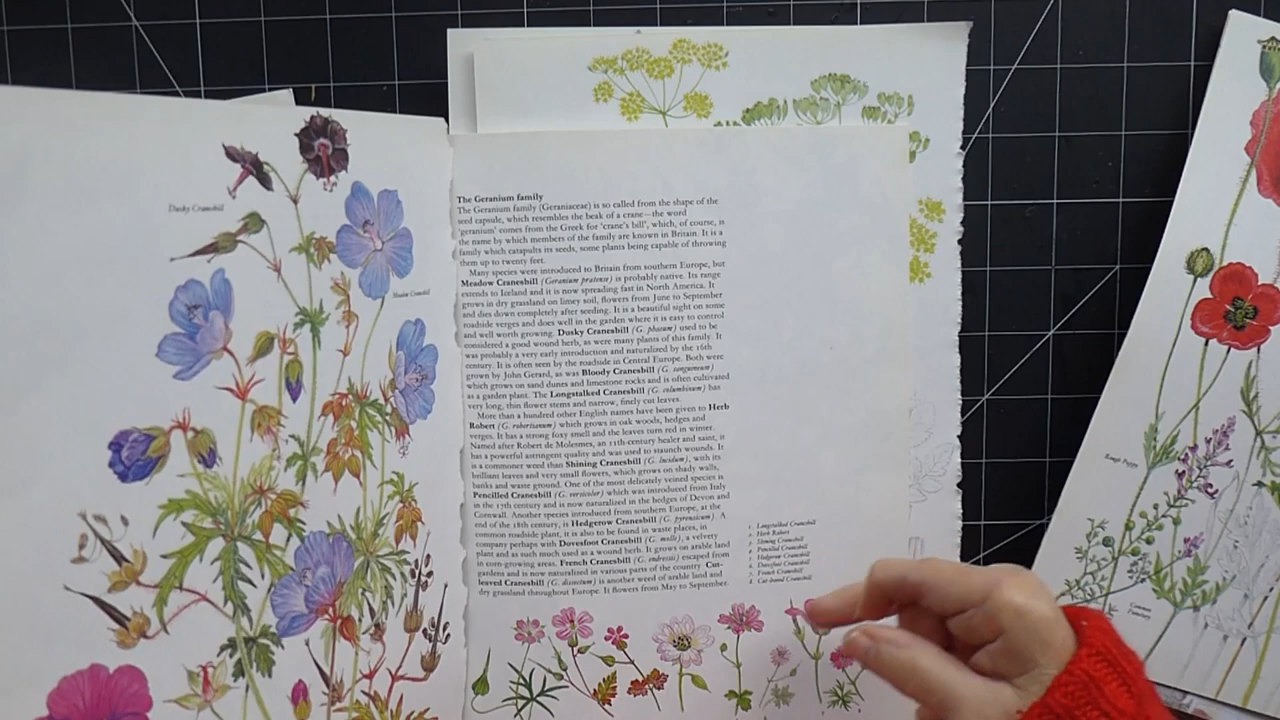 Dusky Cranesbill
Meadow Cranesbill
The Geranium family
The Geranium family (Geraniaceae) is so called from the shape of the
seed capsule, which resembles the beak of a crane—the word
'geranium' comes from the Greek for 'crane's bill', which, of course, is
the name by which members of the family are known in Britain. It is a
family which catapults its seeds, some plants being capable of throwing
them up to twenty feet.
Many species were introduced to Britain from southern Europe, but
Meadow Cranesbill (Geranium pratense) is probably native. Its range
extends to Iceland and it is now spreading fast in North America. It
grows in dry grassland on limey soil, flowers from June to September
and dies down completely after seeding. It is a beautiful sight on some
roadside verges and does well in the garden where it is easy to control
and well worth growing. Dusky Cranesbill (G. phaeum) used to be
considered a good wound herb, as were many plants of this family. It
was probably a very early introduction and naturalized by the 16th
century. It is often seen by the roadside in Central Europe. Both were
grown by John Gerard, as was Bloody Cranesbill (G. sanguineum)
which grows on sand dunes and limestone rocks and is often cultivated
as a garden plant. The Longstalked Cranesbill (G. columbinum) has
very long, thin flower stems and narrow, finely cut leaves.
More than a hundred other English names have been given to Herb
Robert (G. robertianum) which grows in oak woods, hedges and
verges. It has a strong foxy smell and the leaves turn red in winter.
Named after Robert de Molesmes, an 11th-century healer and saint, it
has a powerful astringent quality and was used to staunch wounds. It
is a commoner weed than Shining Cranesbill (G. lucidum), with its
brilliant leaves and very small flowers, which grows on shady walls,
banks and waste ground. One of the most delicately veined species is
Pencilled Cranesbill (G. versicolor) which was introduced from Italy
in the 17th century and is now naturalized in the hedges of Devon and
Cornwall. Another species introduced from southern Europe, at the
end of the 18th century, is Hedgerow Cranesbill (G. pyrenaicum). A
common roadside plant, it is also to be found in waste places, in
company perhaps with Dovesfoot Cranesbill (G. molle), a velvety
plant and as such much used as a wound herb. It grows on arable land
in corn-growing areas. French Cranesbill (G. endressii) escaped from
gardens and is now naturalized in various parts of the country. Cut-
leaved Cranesbill (G. dissectum) is another weed of arable land and
dry grassland throughout Europe. It flowers from May to September.
1. Longstalked Cranesbill
2. Herb Robert
3. Shining Cranesbill
4. Pencilled Cranesbill
5. Hedgerow Cranesbill
6. Dovesfoot Cranesbill
7. French Cranesbill
8. Cut-leaved Cranesbill
Rough Poppy
Common
Fumitory